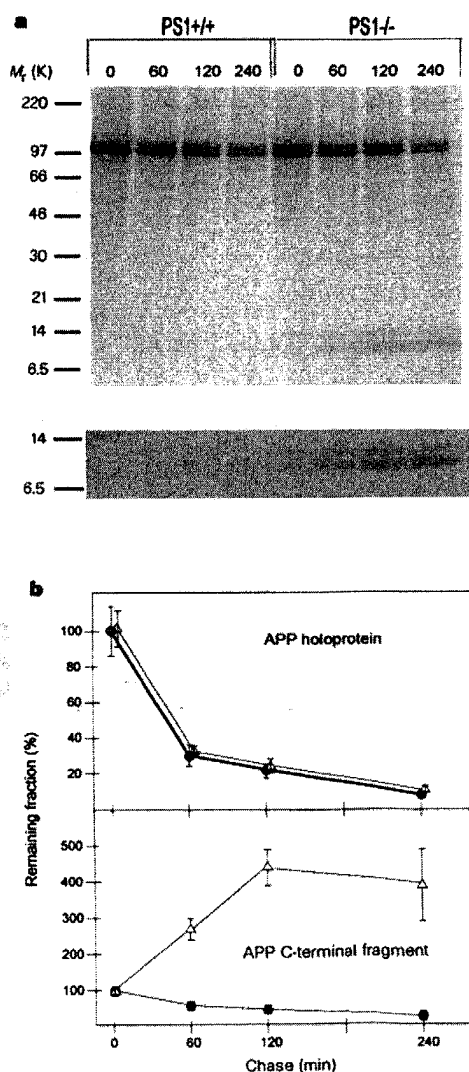 a
PS1+/+ PS1-/-
Mr (K) 0 60 120 240 0 60 120 240
220
97
66
46
30
21
14
6.5
14
6.5
b
APP holoprotein
100
80
60
40
20
Remaining fraction (%)
500
400
300
200
100
APP C-terminal fragment
0 60 120 240
Chase (min)